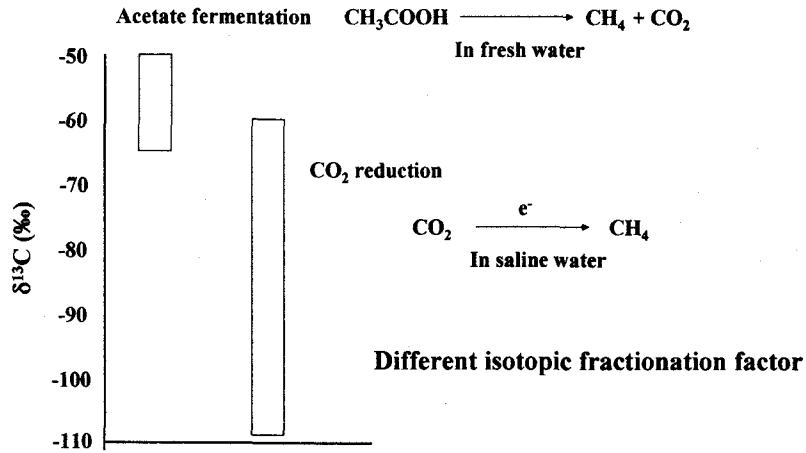 Acetate fermentation CH₃COOH → CH₄ + CO₂
In fresh water
-50
-60
-70
-80
-90
-100
-110
δ¹³C (‰)
CO₂ reduction
e⁻
CO₂ → CH₄
In saline water
Different isotopic fractionation factor